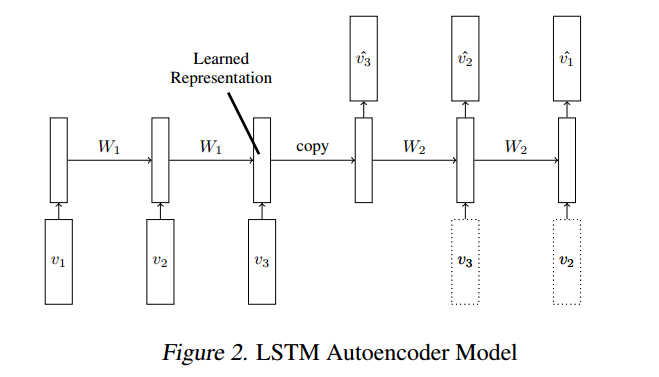 Learned
Representation
v̂₃
v̂₂
v̂₁
W₁
W₁
copy
W₂
W₂
v₁
v₂
v₃
v₃
v₂
Figure 2. LSTM Autoencoder Model